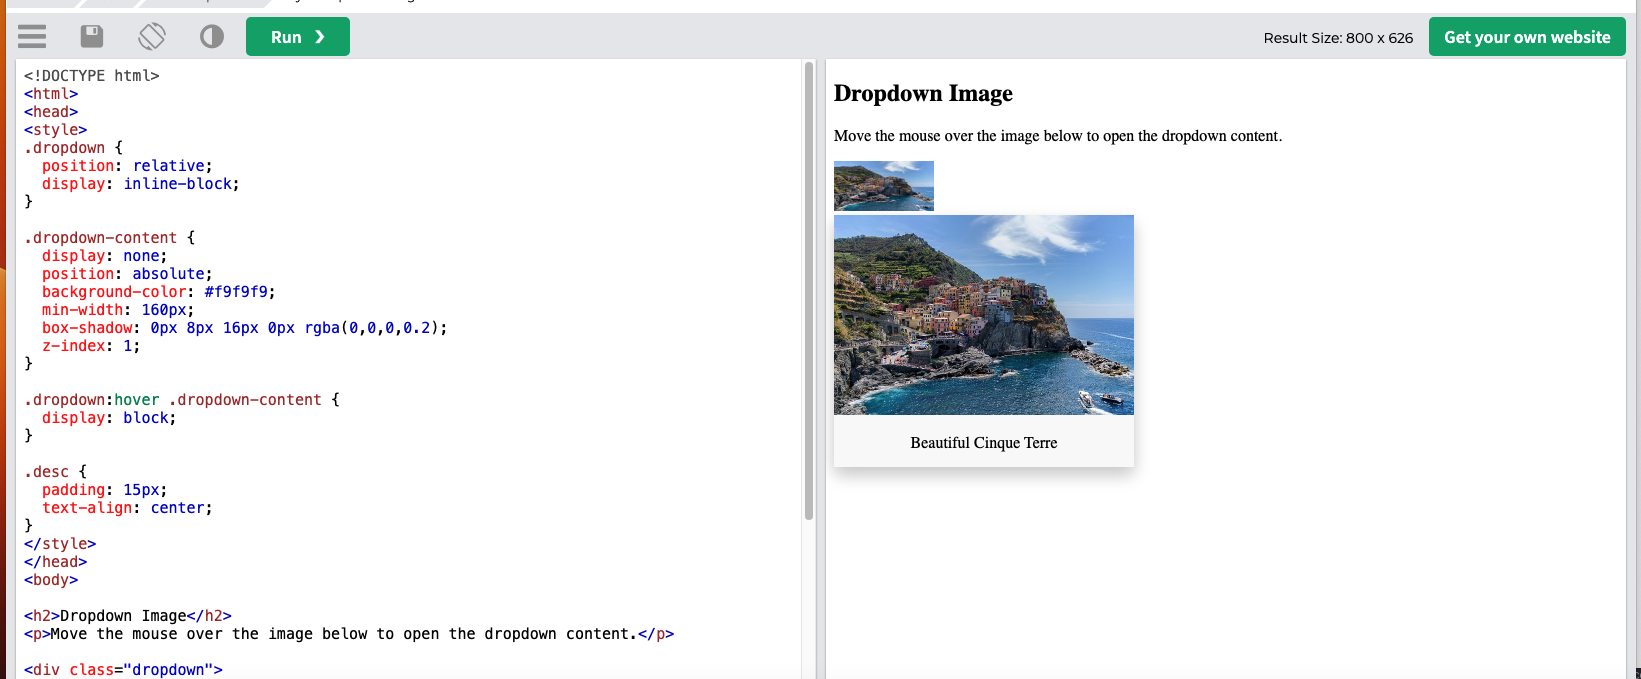 Run ❯
Result Size: 800 x 626
Get your own website
<!DOCTYPE html>
<html>
<head>
<style>
.dropdown {
  position: relative;
  display: inline-block;
}

.dropdown-content {
  display: none;
  position: absolute;
  background-color: #f9f9f9;
  min-width: 160px;
  box-shadow: 0px 8px 16px 0px rgba(0,0,0,0.2);
  z-index: 1;
}

.dropdown:hover .dropdown-content {
  display: block;
}

.desc {
  padding: 15px;
  text-align: center;
}
</style>
</head>
<body>

<h2>Dropdown Image</h2>
<p>Move the mouse over the image below to open the dropdown content.</p>

<div class="dropdown">
Dropdown Image
Move the mouse over the image below to open the dropdown content.
Beautiful Cinque Terre